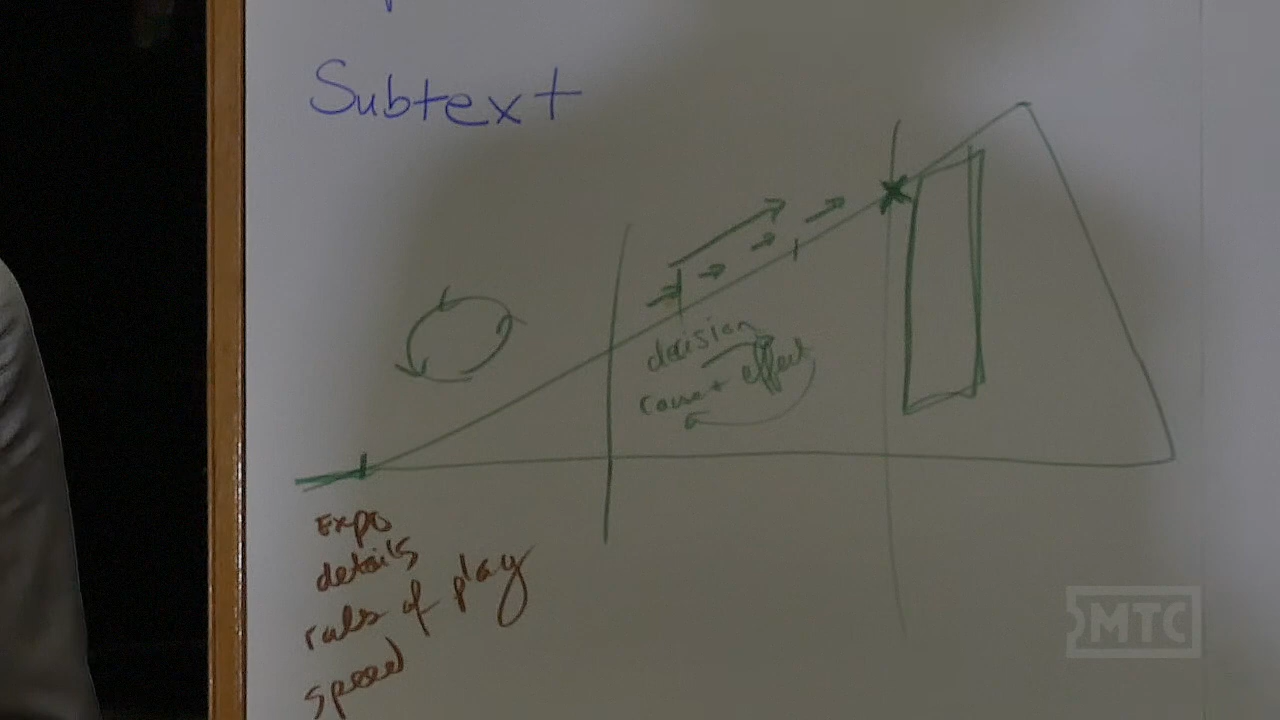 Subtext
decision
cause + effect
Expo
details
rules of play
speed
MTC